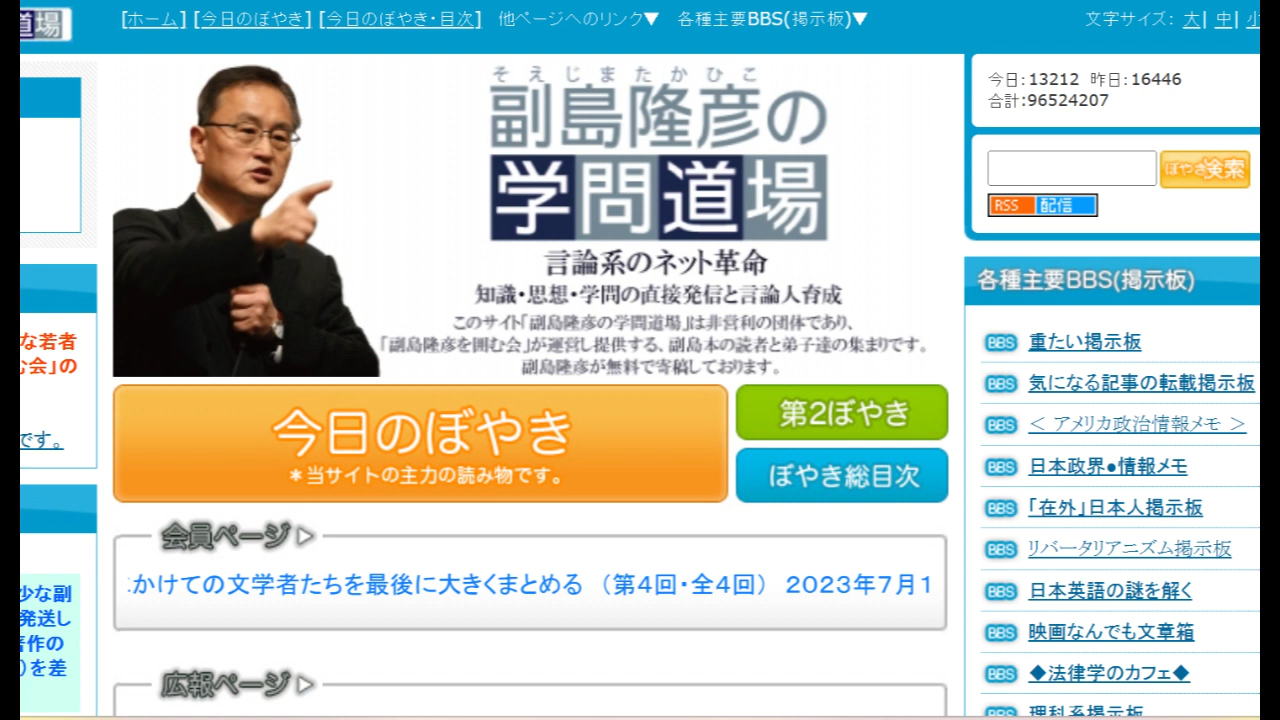 道場
[ホーム] [今日のぼやき] [今日のぼやき・目次] 他ページへのリンク▼ 各種主要BBS(掲示板)▼
文字サイズ: 大| 中| 小
な若者
む会」の
です。
少な副
発送し
著作の
)を差
そえじまたかひこ
副島隆彦の
学問道場
言論系のネット革命
知識・思想・学問の直接発信と言論人育成
このサイト「副島隆彦の学問道場」は非営利の団体であり、
「副島隆彦を囲む会」が運営し提供する、副島本の読者と弟子達の集まりです。
副島隆彦が無料で寄稿しております。
今日のぼやき
＊当サイトの主力の読み物です。
第2ぼやき
ぼやき総目次
会員ページ ▷
かけての文学者たちを最後に大きくまとめる （第４回・全４回） ２０２３年７月１
広報ページ ▷
今日:13212 昨日:16446
合計:96524207
ぼやき検索
RSS 配信
各種主要BBS(掲示板)
BBS 重たい掲示板
BBS 気になる記事の転載掲示板
BBS ＜ アメリカ政治情報メモ ＞
BBS 日本政界●情報メモ
BBS 「在外」日本人掲示板
BBS リバータリアニズム掲示板
BBS 日本英語の謎を解く
BBS 映画なんでも文章箱
BBS ◆法律学のカフェ◆
BBS 理科系掲示板